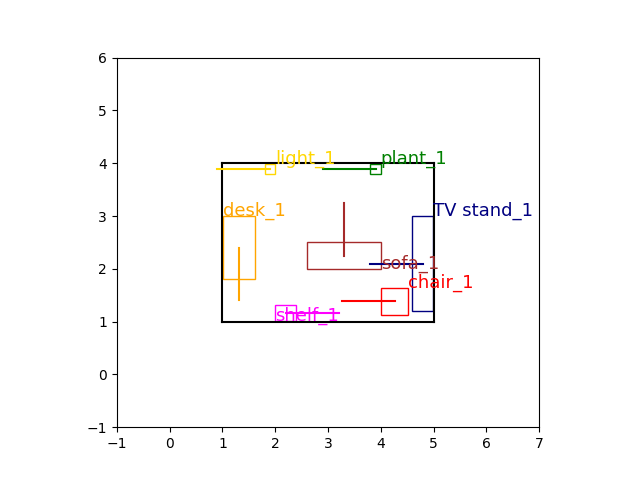 6
5
4
3
2
1
0
−1
−1 0 1 2 3 4 5 6 7
light_1 plant_1
desk_1 TV stand_1
sofa_1
chair_1
shelf_1